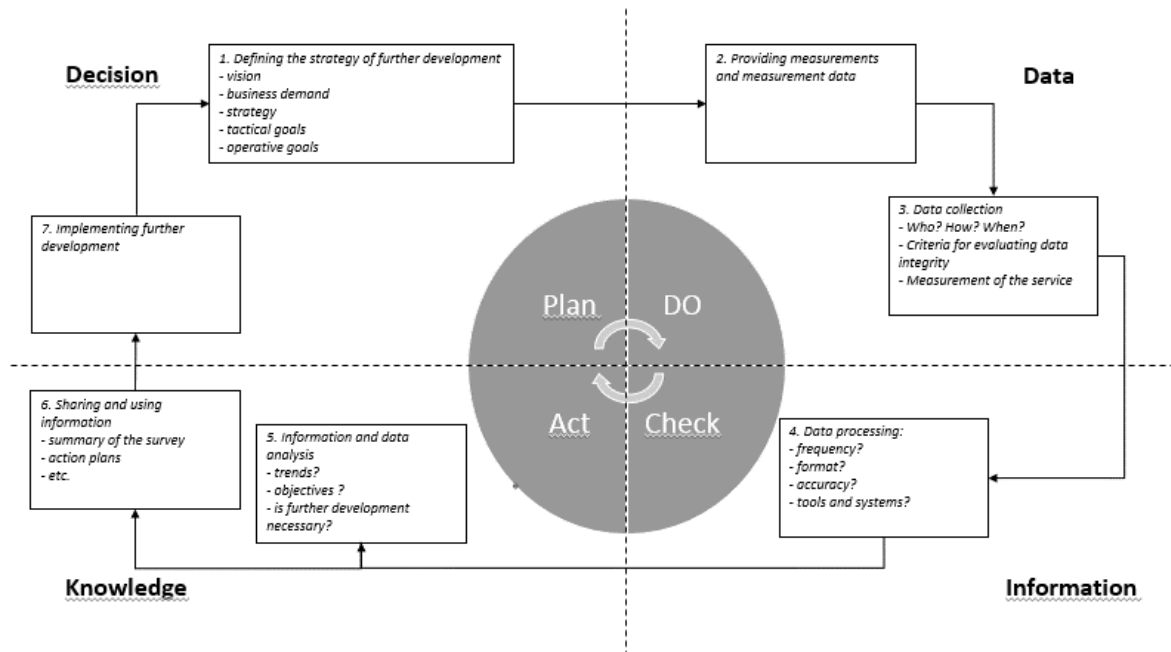 Decision
1. Defining the strategy of further development
- vision
- business demand
- strategy
- tactical goals
- operative goals
2. Providing measurements
and measurement data
Data
7. Implementing further
development
3. Data collection
- Who? How? When?
- Criteria for evaluating data
integrity
- Measurement of the service
Plan
DO
Act
Check
6. Sharing and using
information
- summary of the survey
- action plans
- etc.
5. Information and data
analysis
- trends?
- objectives ?
- is further development
necessary?
4. Data processing:
- frequency?
- format?
- accuracy?
- tools and systems?
Knowledge
Information